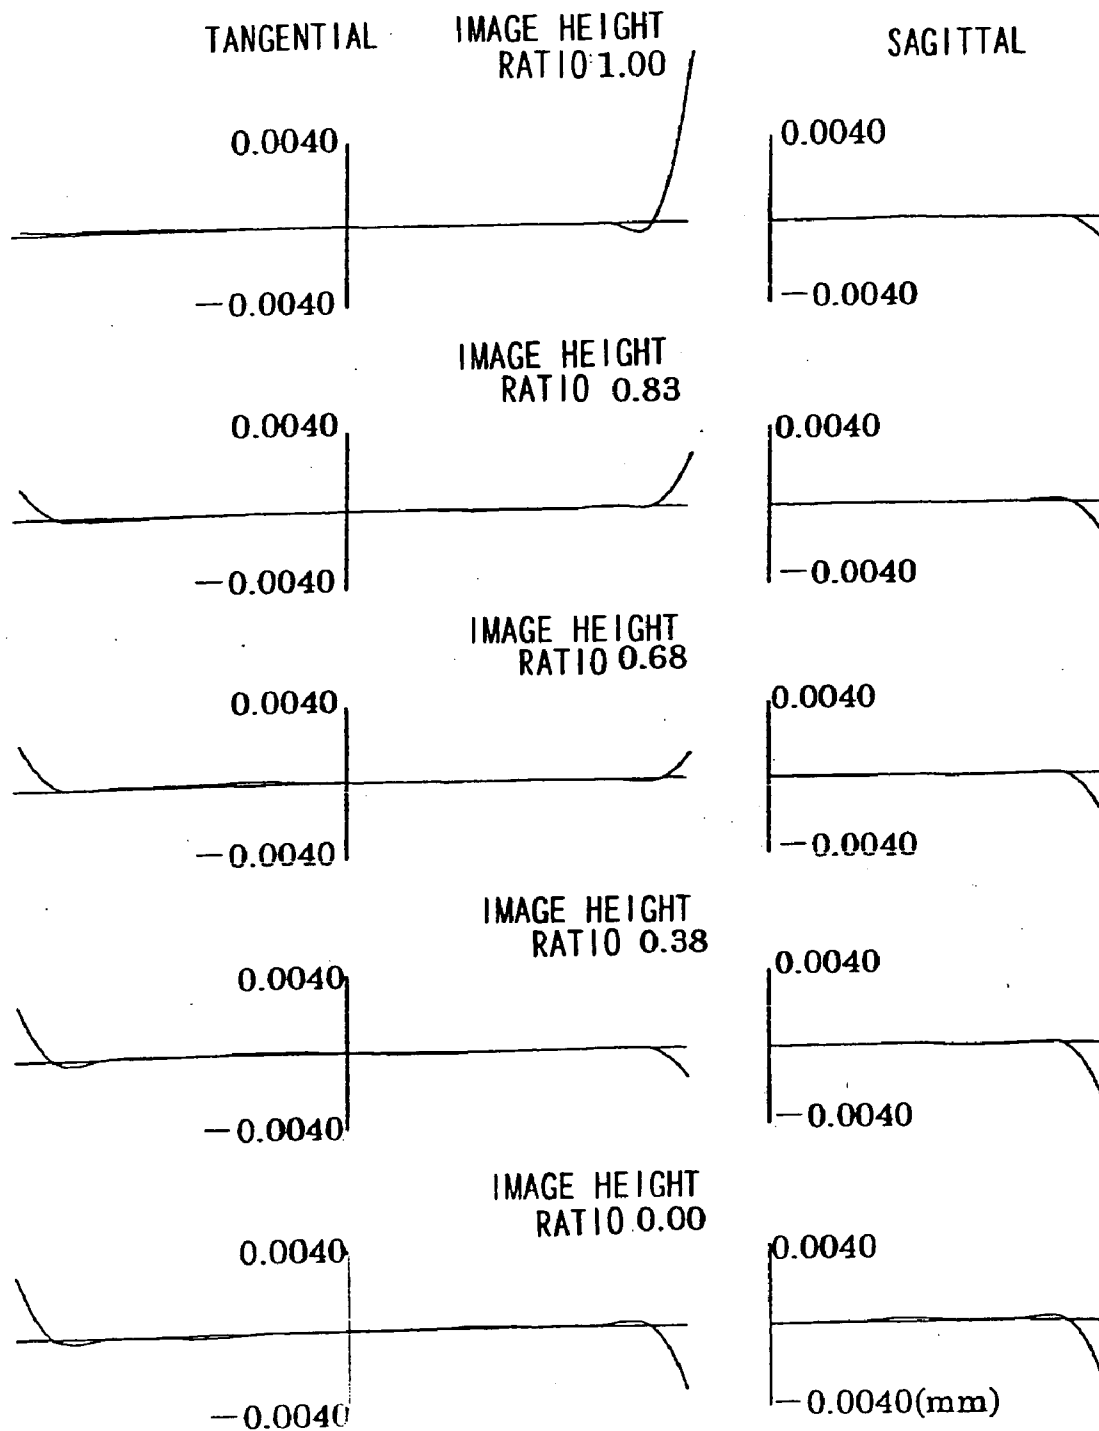 TANGENTIAL
IMAGE HEIGHT
RATIO 1.00
SAGITTAL
0.0040
-0.0040
0.0040
-0.0040
IMAGE HEIGHT
RATIO 0.83
0.0040
-0.0040
0.0040
-0.0040
IMAGE HEIGHT
RATIO 0.68
0.0040
-0.0040
0.0040
-0.0040
IMAGE HEIGHT
RATIO 0.38
0.0040
-0.0040
0.0040
-0.0040
IMAGE HEIGHT
RATIO 0.00
0.0040
-0.0040
0.0040
-0.0040(mm)